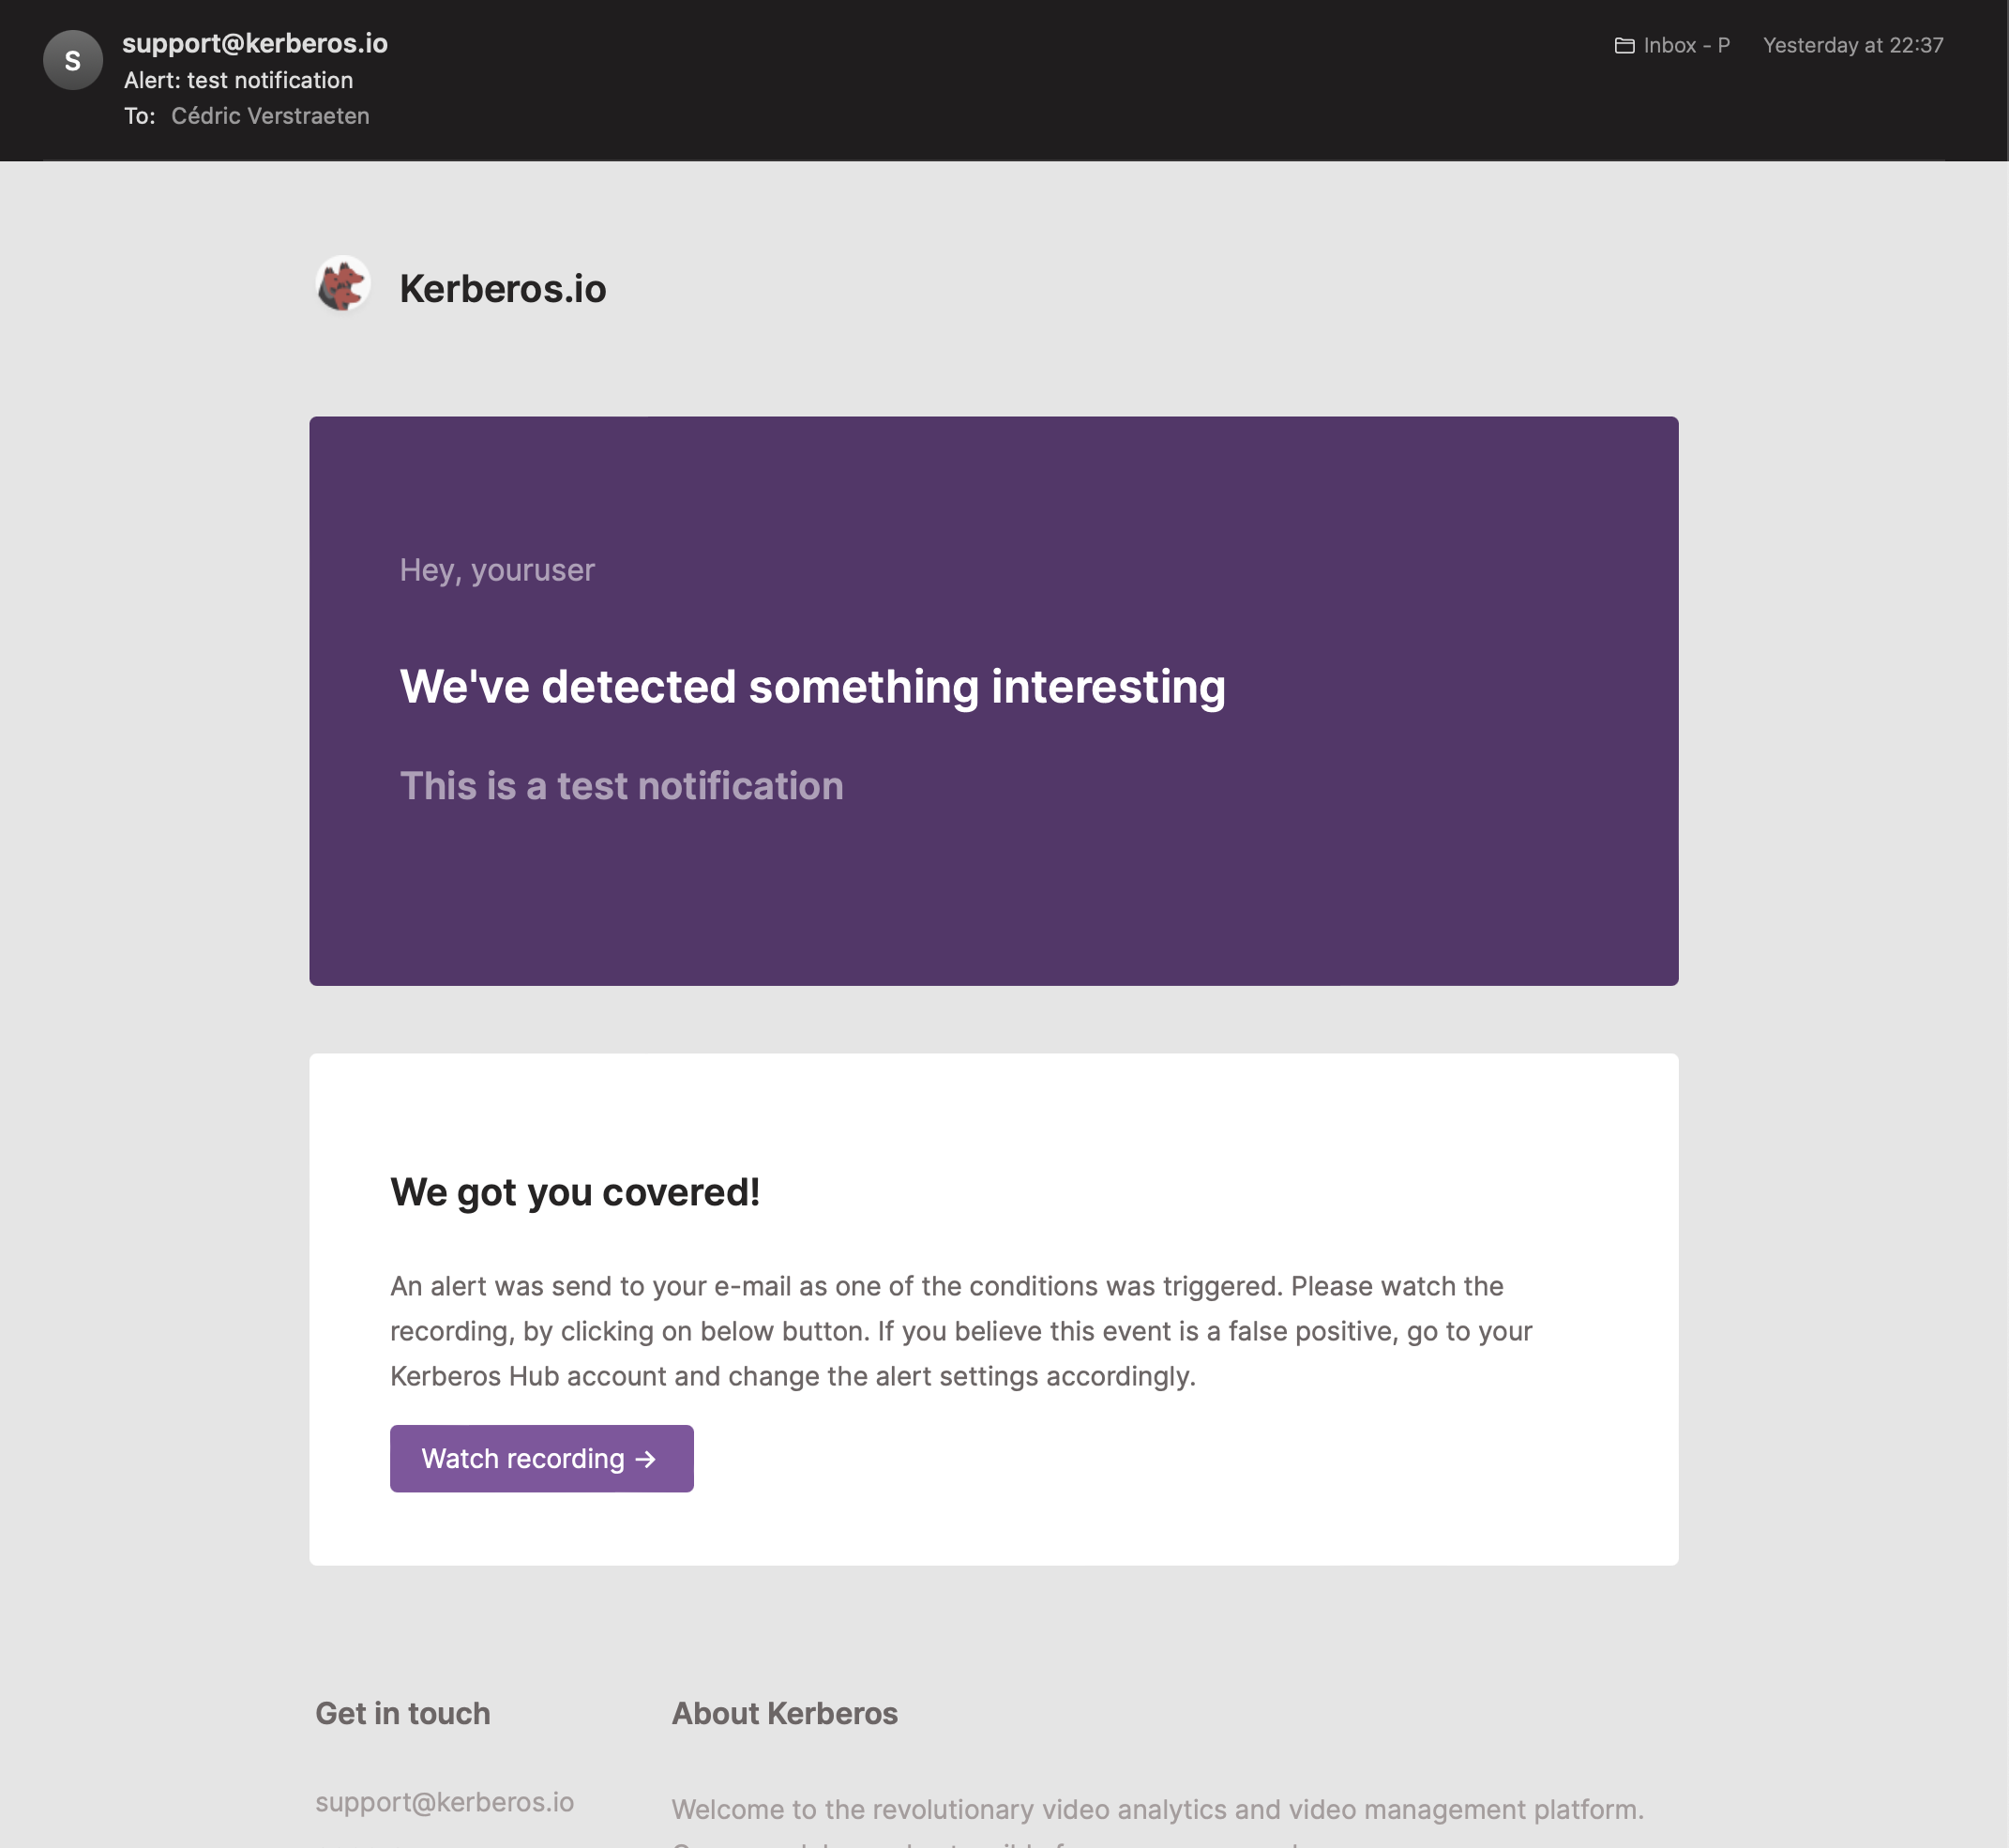 S
support@kerberos.io
Inbox - P
Yesterday at 22:37
Alert: test notification
To: Cédric Verstraeten
Kerberos.io
Hey, youruser
We've detected something interesting
This is a test notification
We got you covered!
An alert was send to your e-mail as one of the conditions was triggered. Please watch the
recording, by clicking on below button. If you believe this event is a false positive, go to your
Kerberos Hub account and change the alert settings accordingly.
Watch recording →
Get in touch
About Kerberos
support@kerberos.io
Welcome to the revolutionary video analytics and video management platform.